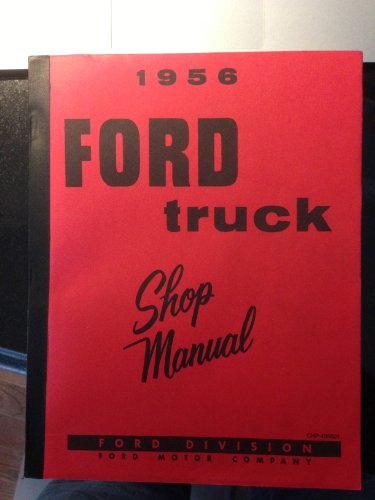 1956
FORD
truck
Shop
Manual
FORD DIVISION
FORD MOTOR COMPANY